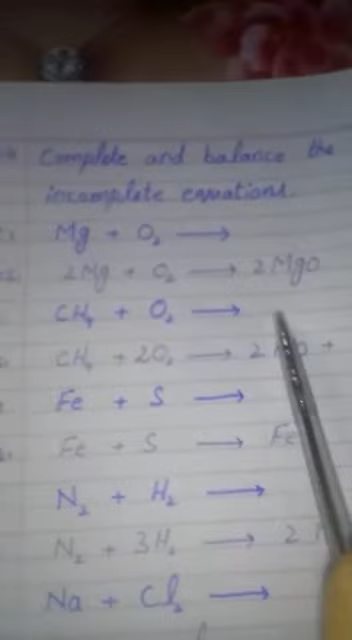 Complete and balance the
incomplete equations.
Mg + O₂ ⟶
2Mg + O₂ ⟶ 2MgO
CH₄ + O₂ ⟶
CH₄ + 2O₂ ⟶ 2 +
Fe + S ⟶
Fe + S ⟶ Fe
N₂ + H₂ ⟶
N₂ + 3H₂ ⟶ 2
Na + Cl₂ ⟶